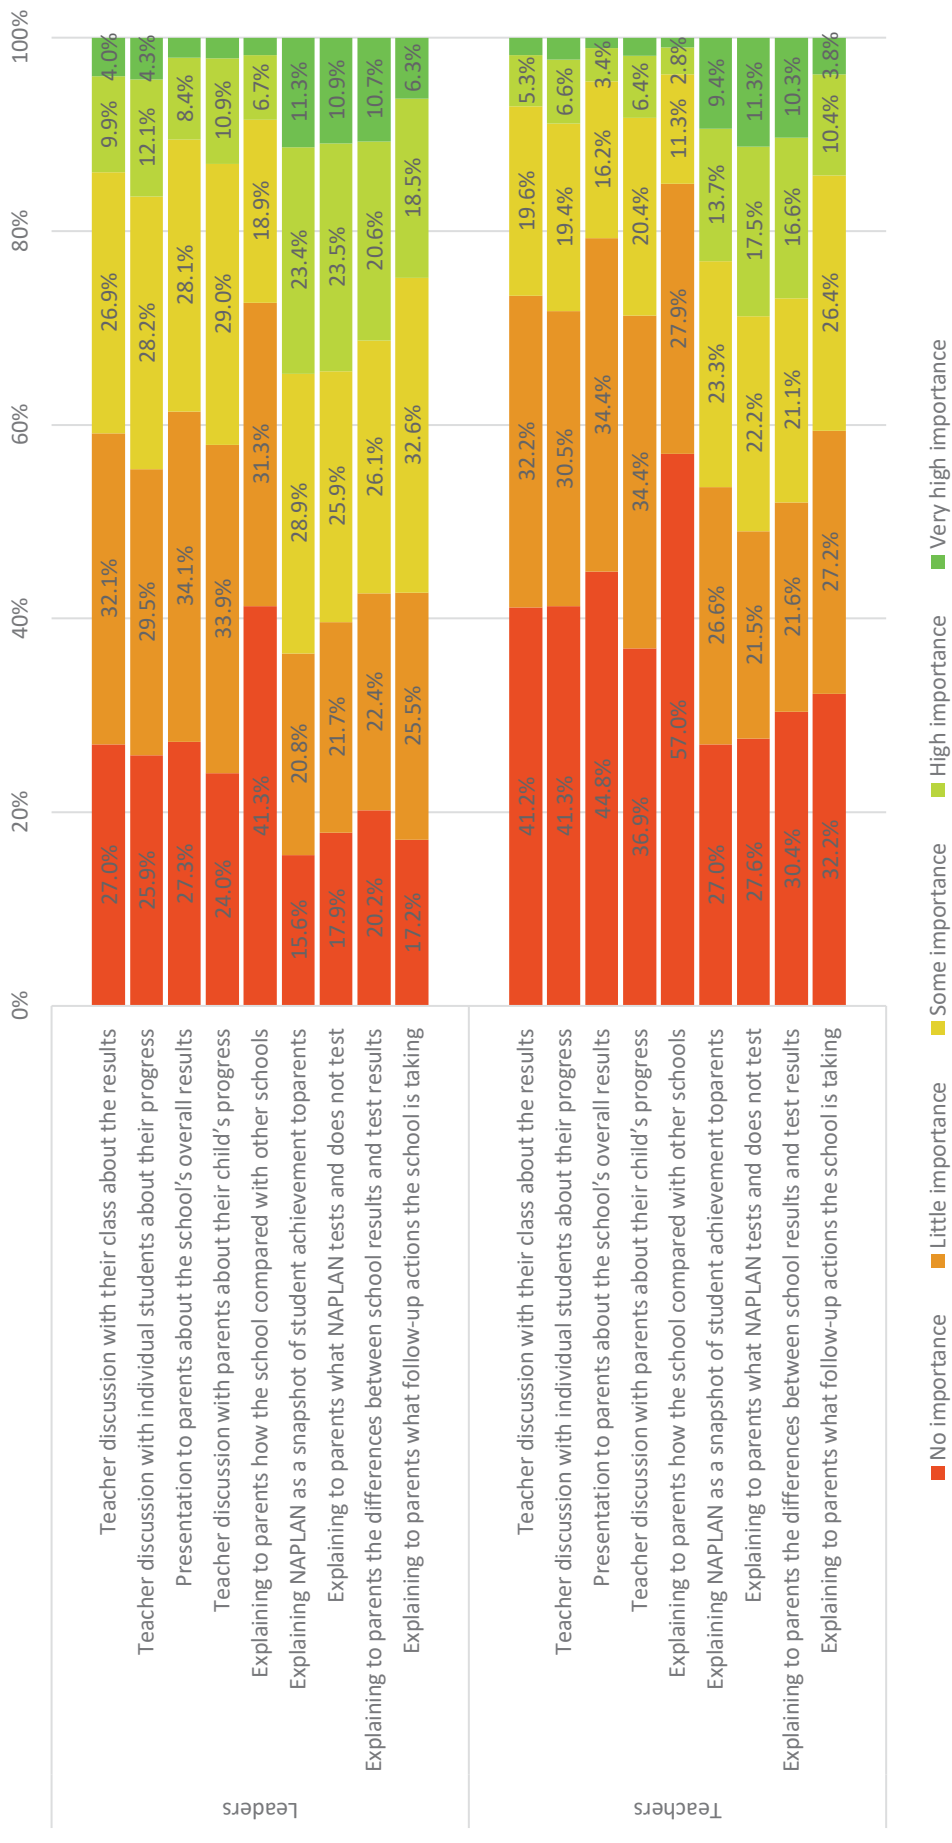 0% 20% 40% 60% 80% 100%
Leaders
Teacher discussion with their class about the results 27.0% 32.1% 26.9% 9.9% 4.0%
Teacher discussion with individual students about their progress 25.9% 29.5% 28.2% 12.1% 4.3%
Presentation to parents about the school's overall results 27.3% 34.1% 28.1% 8.4%
Teacher discussion with parents about their child's progress 24.0% 33.9% 29.0% 10.9%
Explaining to parents how the school compared with other schools 41.3% 31.3% 18.9% 6.7%
Explaining NAPLAN as a snapshot of student achievement toparents 15.6% 20.8% 28.9% 23.4% 11.3%
Explaining to parents what NAPLAN tests and does not test 17.9% 21.7% 25.9% 23.5% 10.9%
Explaining to parents the differences between school results and test results 20.2% 22.4% 26.1% 20.6% 10.7%
Explaining to parents what follow-up actions the school is taking 17.2% 25.5% 32.6% 18.5% 6.3%
Teachers
Teacher discussion with their class about the results 41.2% 32.2% 19.6% 5.3%
Teacher discussion with individual students about their progress 41.3% 30.5% 19.4% 6.6%
Presentation to parents about the school's overall results 44.8% 34.4% 16.2% 3.4%
Teacher discussion with parents about their child's progress 36.9% 34.4% 20.4% 6.4%
Explaining to parents how the school compared with other schools 57.0% 27.9% 11.3% 2.8%
Explaining NAPLAN as a snapshot of student achievement toparents 27.0% 26.6% 23.3% 13.7% 9.4%
Explaining to parents what NAPLAN tests and does not test 27.6% 21.5% 22.2% 17.5% 11.3%
Explaining to parents the differences between school results and test results 30.4% 21.6% 21.1% 16.6% 10.3%
Explaining to parents what follow-up actions the school is taking 32.2% 27.2% 26.4% 10.4% 3.8%
No importance Little importance Some importance High importance Very high importance